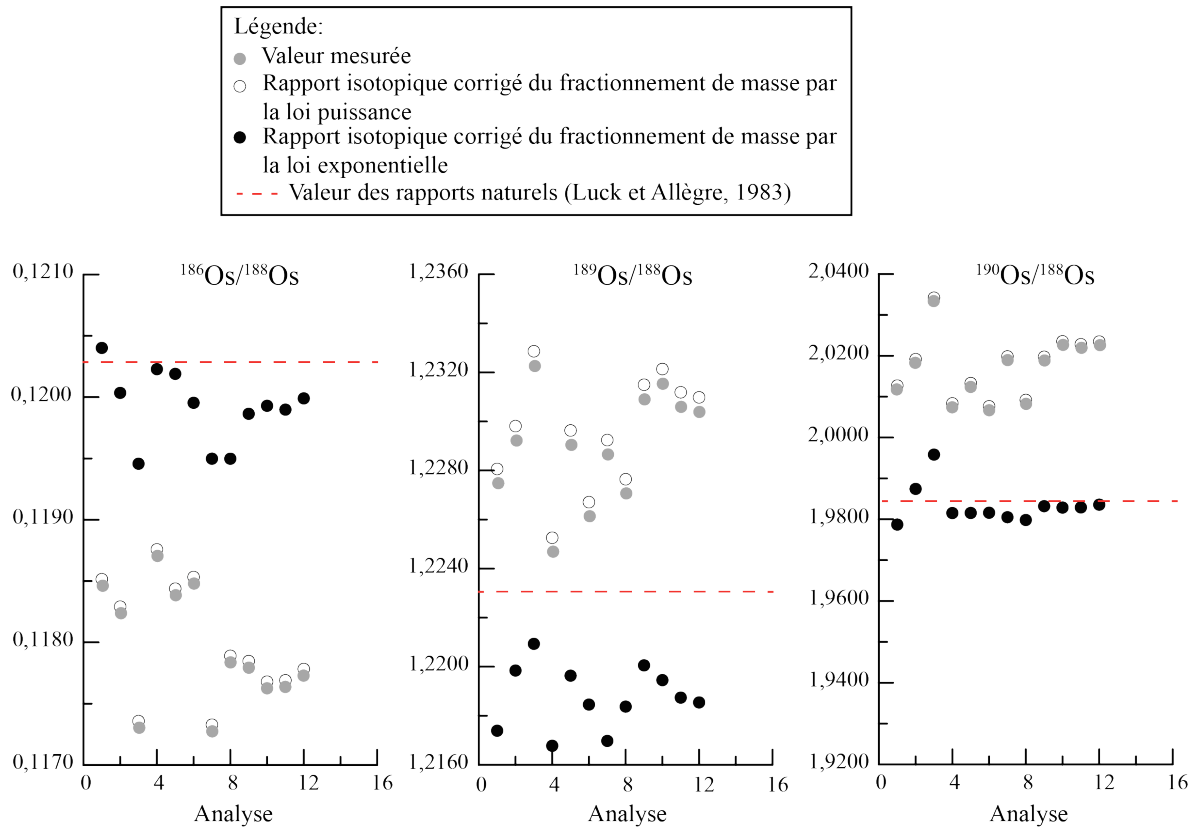 Légende:
Valeur mesurée
Rapport isotopique corrigé du fractionnement de masse par
la loi puissance
Rapport isotopique corrigé du fractionnement de masse par
la loi exponentielle
Valeur des rapports naturels (Luck et Allègre, 1983)
¹⁸⁶Os/¹⁸⁸Os
0,1210
0,1200
0,1190
0,1180
0,1170
0 4 8 12 16
Analyse
¹⁸⁹Os/¹⁸⁸Os
1,2360
1,2320
1,2280
1,2240
1,2200
1,2160
0 4 8 12 16
Analyse
¹⁹⁰Os/¹⁸⁸Os
2,0400
2,0200
2,0000
1,9800
1,9600
1,9400
1,9200
0 4 8 12 16
Analyse